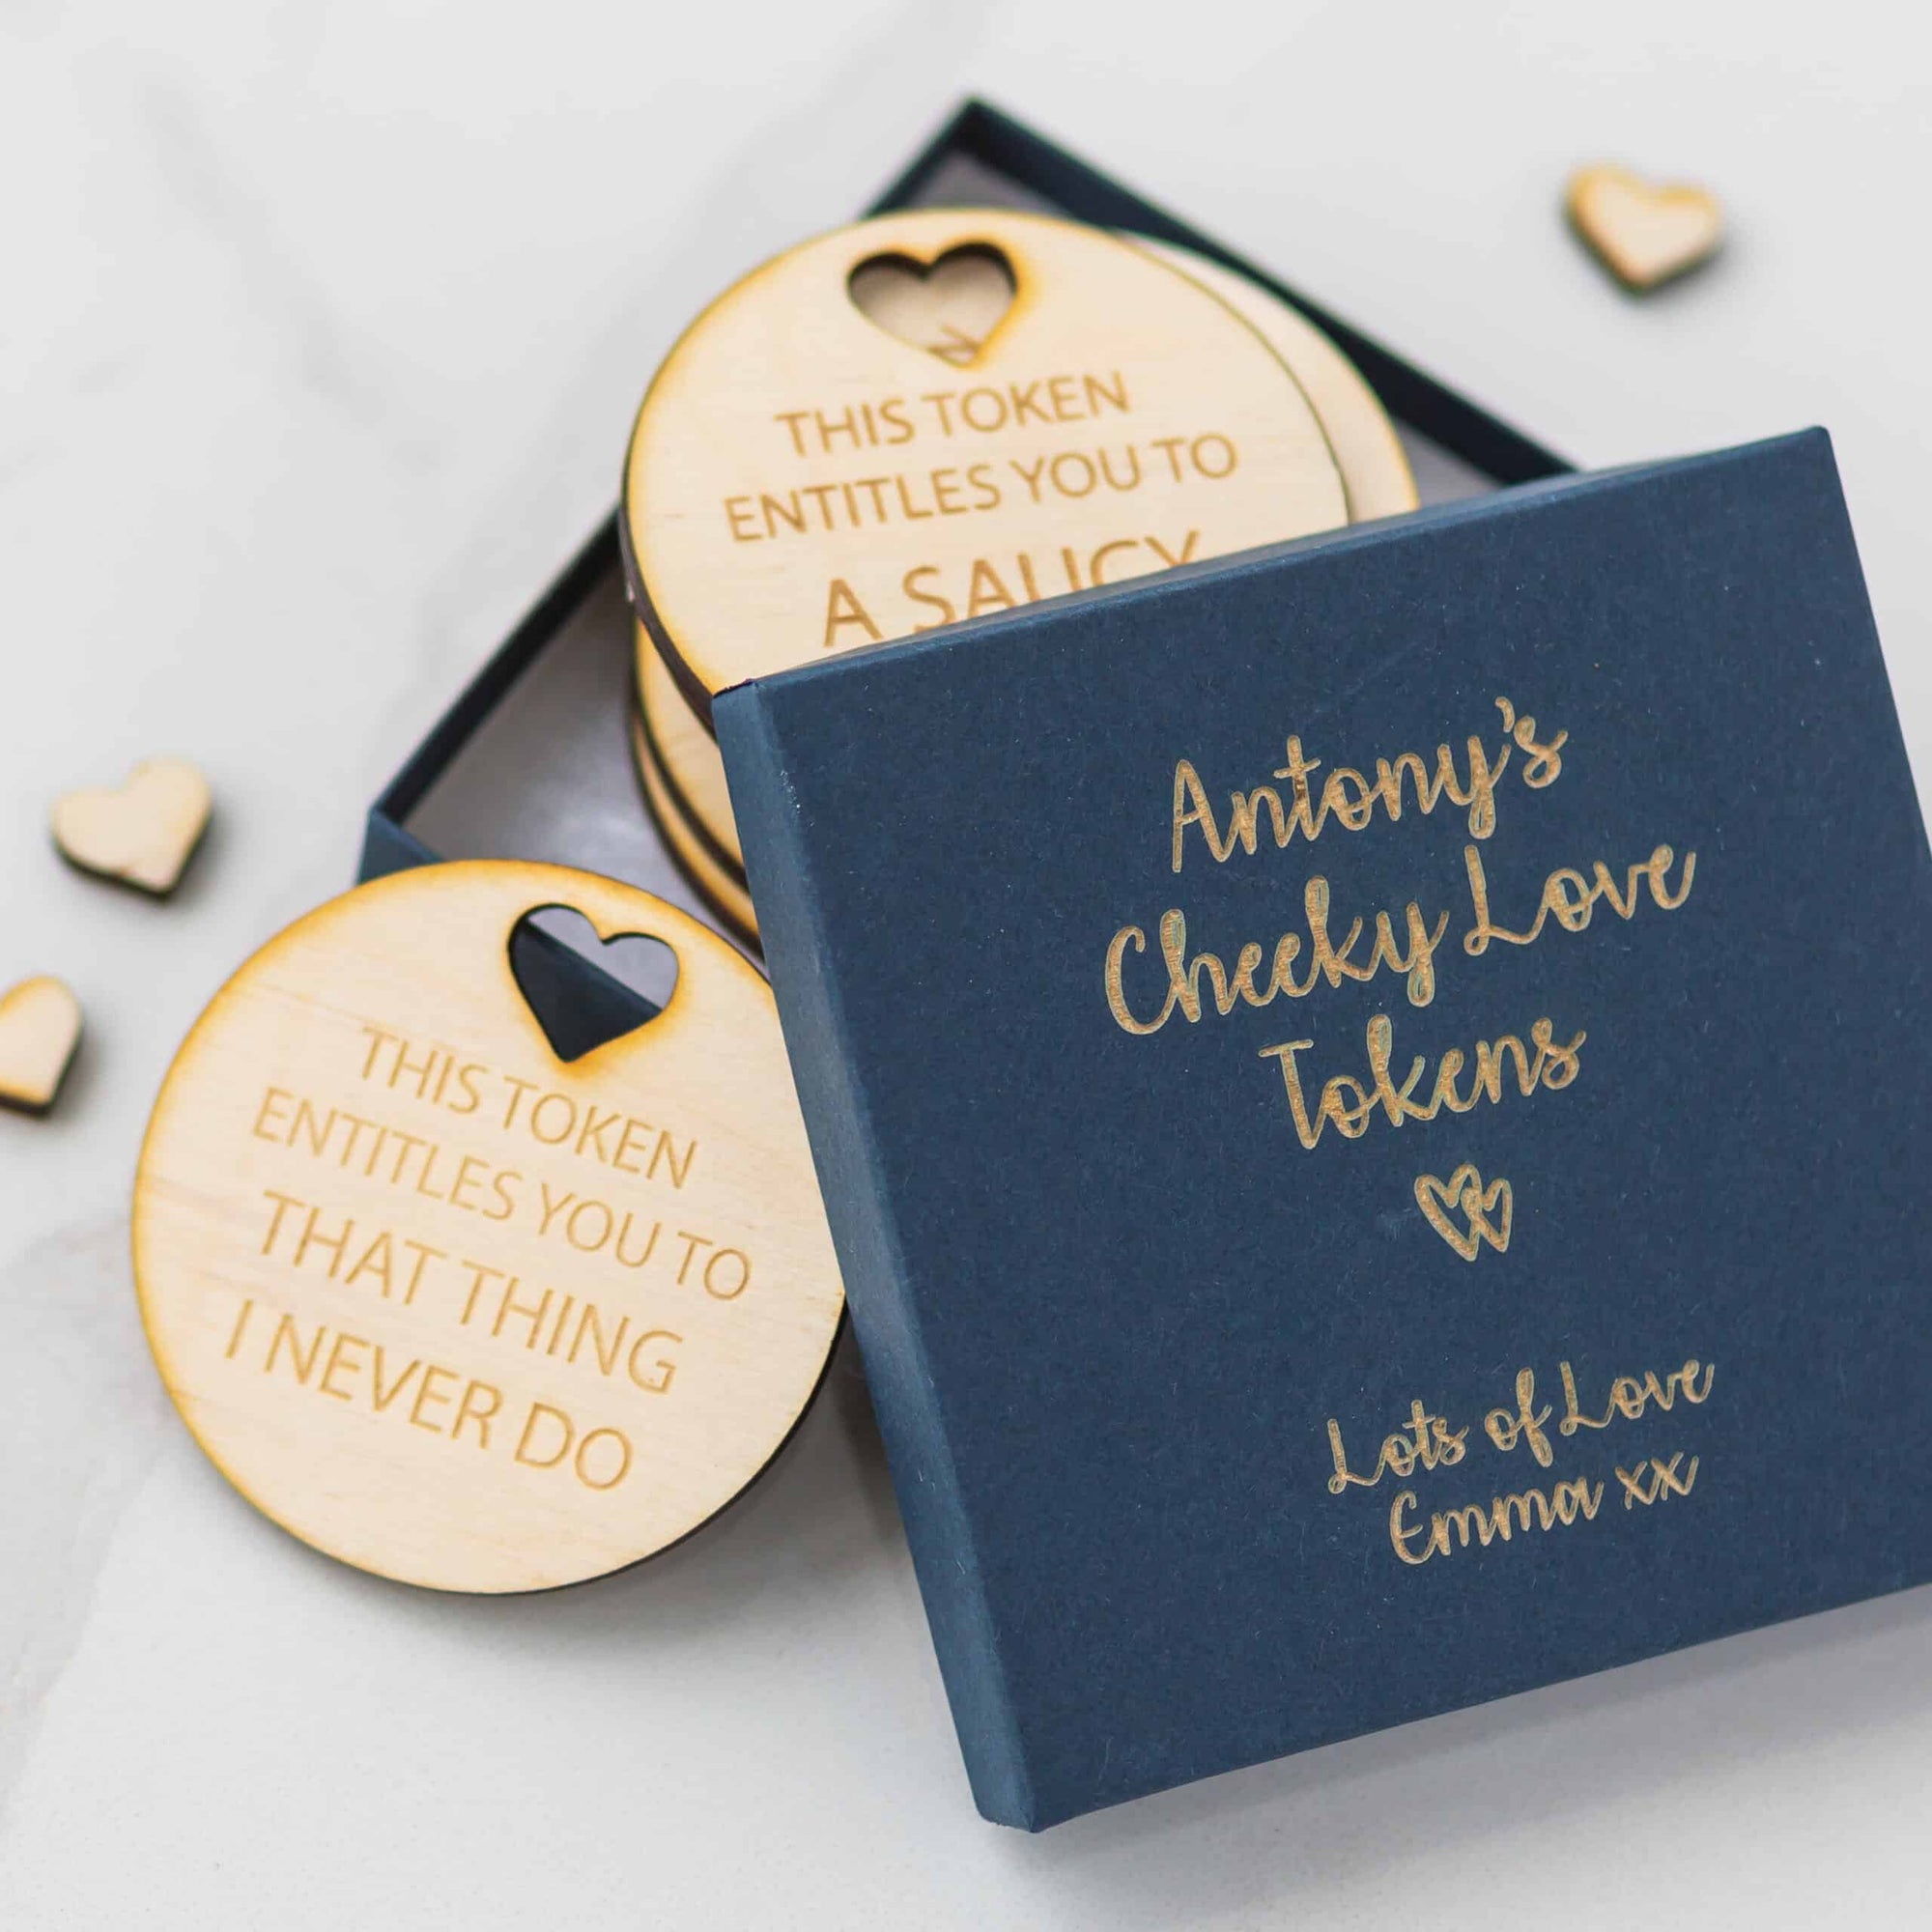 THIS TOKEN
ENTITLES YOU TO
A SAUCY
Antony's
Cheeky Love
Tokens
Lots of Love
Emma xx
THIS TOKEN
ENTITLES YOU TO
THAT THING
I NEVER DO